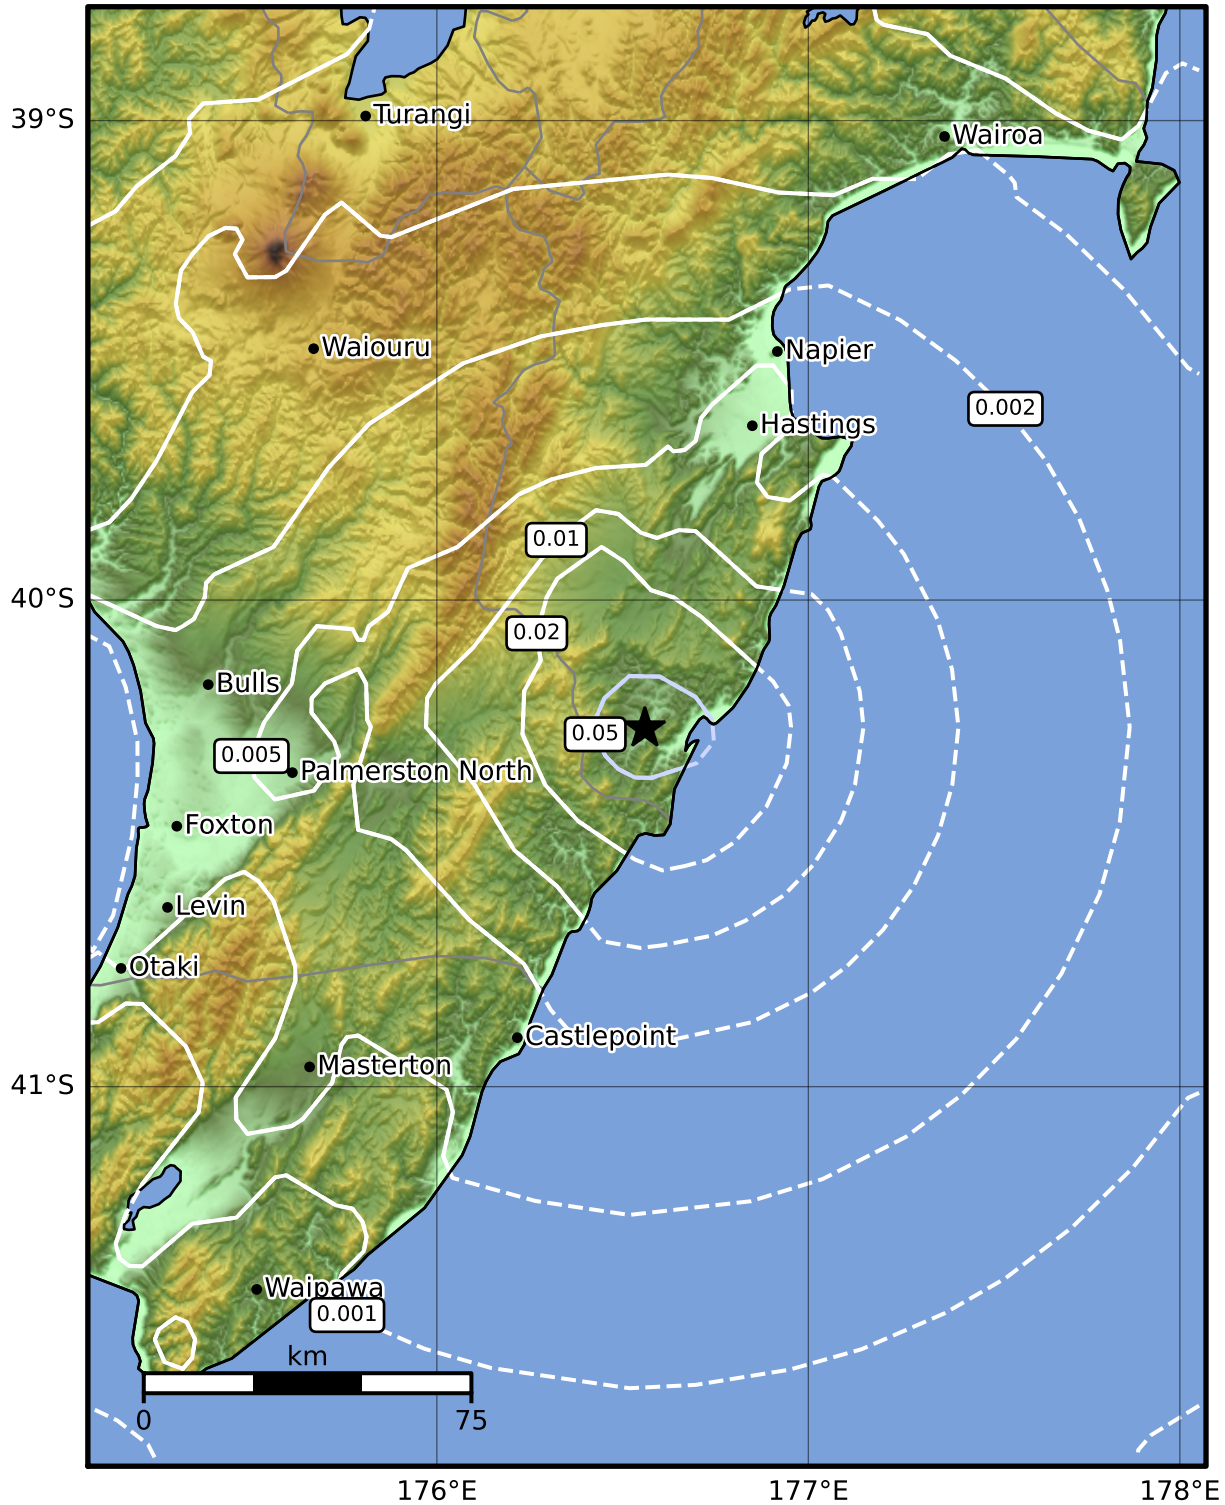 39°S
Turangi
Wairoa
Waiouru
Napier
0.002
Hastings
0.01
40°S
0.02
Bulls
0.05
0.005
Palmerston North
Foxton
Levin
Otaki
Castlepoint
Masterton
41°S
Waipawa
0.001
km
0 75
176°E 177°E 178°E